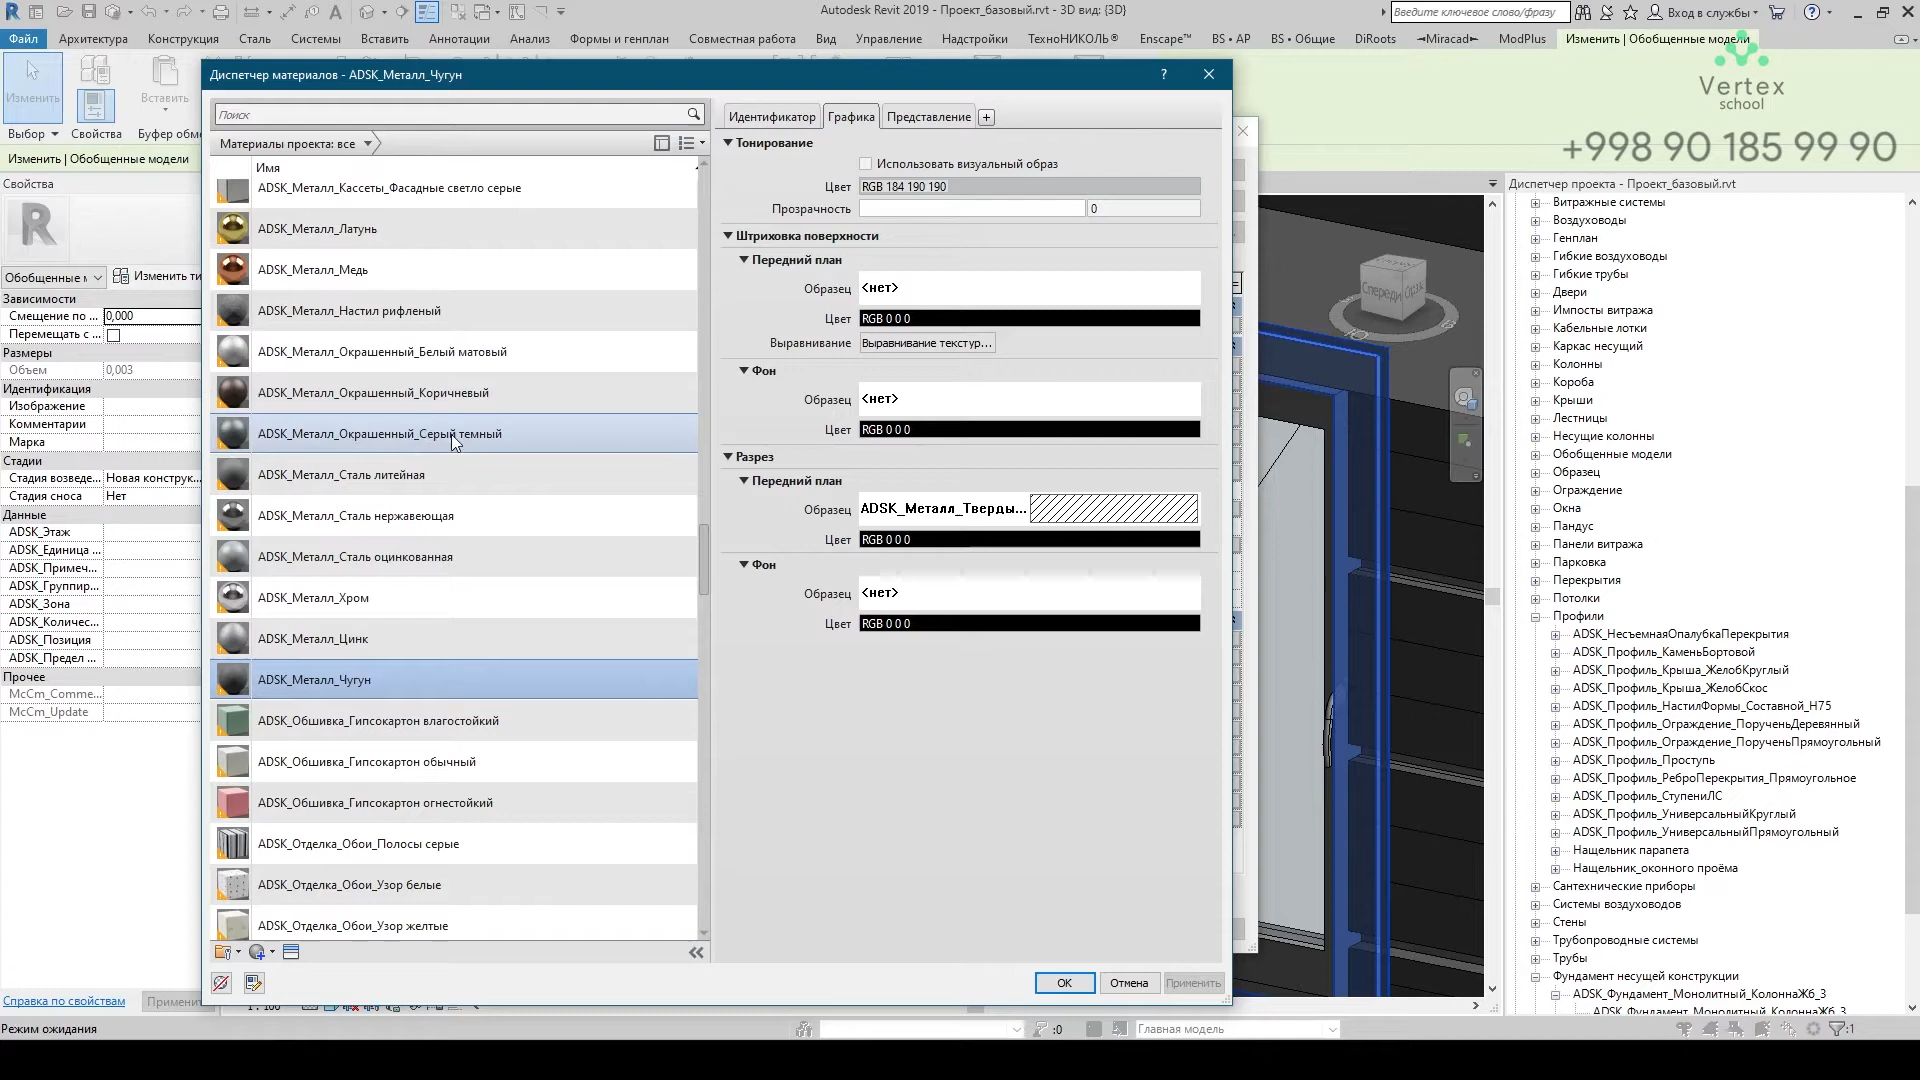 Autodesk Revit 2019 - Проект_базовый.rvt - 3D вид: {3D}
Введите ключевое слово/фразу
Вход в службы
Файл
Архитектура
Конструкция
Сталь
Системы
Вставить
Аннотации
Анализ
Формы и генплан
Совместная работа
Вид
Управление
Надстройки
ТехноНИКОЛЬ®
Enscape™
BS • АР
BS • Общие
DiRoots
◄Miracad►
ModPlus
Изменить | Обобщенные модели
Vertex
school
+998 90 185 99 90
Изменить
Вставить
Выбор
Свойства
Буфер обм
Изменить | Обобщенные модели
Свойства
Обобщенные м
Изменить ти
Зависимости
Смещение по ... 0,000
Перемещать с ...
Размеры
Объем 0,003
Идентификация
Изображение
Комментарии
Марка
Стадии
Стадия возведе... Новая конструк...
Стадия сноса Нет
Данные
ADSK_Этаж
ADSK_Единица ...
ADSK_Примеч...
ADSK_Группир...
ADSK_Зона
ADSK_Количес...
ADSK_Позиция
ADSK_Предел ...
Прочее
McCm_Comme...
McCm_Update
Справка по свойствам
Применит
Режим ожидания
Диспетчер материалов - ADSK_Металл_Чугун
?
Поиск
Материалы проекта: все
Имя
ADSK_Металл_Кассеты_Фасадные светло серые
ADSK_Металл_Латунь
ADSK_Металл_Медь
ADSK_Металл_Настил рифленый
ADSK_Металл_Окрашенный_Белый матовый
ADSK_Металл_Окрашенный_Коричневый
ADSK_Металл_Окрашенный_Серый темный
ADSK_Металл_Сталь литейная
ADSK_Металл_Сталь нержавеющая
ADSK_Металл_Сталь оцинкованная
ADSK_Металл_Хром
ADSK_Металл_Цинк
ADSK_Металл_Чугун
ADSK_Обшивка_Гипсокартон влагостойкий
ADSK_Обшивка_Гипсокартон обычный
ADSK_Обшивка_Гипсокартон огнестойкий
ADSK_Отделка_Обои_Полосы серые
ADSK_Отделка_Обои_Узор белые
ADSK_Отделка_Обои_Узор желтые
Идентификатор
Графика
Представление
Тонирование
Использовать визуальный образ
Цвет RGB 184 190 190
Прозрачность 0
Штриховка поверхности
Передний план
Образец <нет>
Цвет RGB 0 0 0
Выравнивание Выравнивание текстур...
Фон
Образец <нет>
Цвет RGB 0 0 0
Разрез
Передний план
Образец ADSK_Металл_Тверды...
Цвет RGB 0 0 0
Фон
Образец <нет>
Цвет RGB 0 0 0
OK
Отмена
Применить
Спереди
:0
Главная модель
:1
Диспетчер проекта - Проект_базовый.rvt
Витражные системы
Воздуховоды
Генплан
Гибкие воздуховоды
Гибкие трубы
Двери
Импосты витража
Кабельные лотки
Каркас несущий
Колонны
Короба
Крыши
Лестницы
Несущие колонны
Обобщенные модели
Образец
Ограждение
Окна
Пандус
Панели витража
Парковка
Перекрытия
Потолки
Профили
ADSK_НесъемнаяОпалубкаПерекрытия
ADSK_Профиль_КаменьБортовой
ADSK_Профиль_Крыша_ЖелобКруглый
ADSK_Профиль_Крыша_ЖелобСкос
ADSK_Профиль_НастилФормы_Составной_Н75
ADSK_Профиль_Ограждение_ПорученьДеревянный
ADSK_Профиль_Ограждение_ПорученьПрямоугольный
ADSK_Профиль_Проступь
ADSK_Профиль_РеброПерекрытия_Прямоугольное
ADSK_Профиль_СтупениЛС
ADSK_Профиль_УниверсальныйКруглый
ADSK_Профиль_УниверсальныйПрямоугольный
Нащельник парапета
Нащельник_оконного проёма
Сантехнические приборы
Системы воздуховодов
Стены
Трубопроводные системы
Трубы
Фундамент несущей конструкции
ADSK_Фундамент_Монолитный_КолоннаЖб_3
ADSK_Фундамент_Монолитный_КолоннаЖб_3